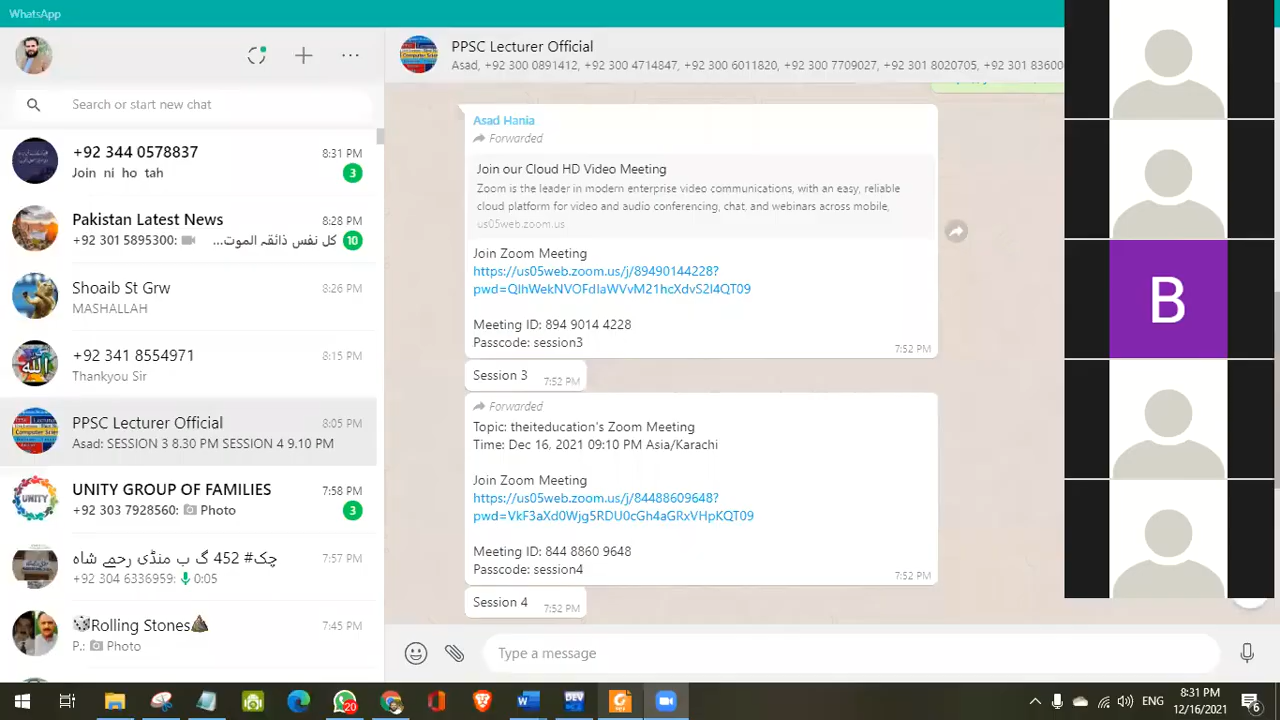 WhatsApp
PPSC Lecturer Official
Asad, +92 300 0891412, +92 300 4714847, +92 300 6011820, +92 300 7709027, +92 301 8020705, +92 301 83600
Search or start new chat
+92 344 0578837
8:31 PM
Join ni ho tah
3
Pakistan Latest News
8:28 PM
+92 301 5895300: كل نفس ذائقہ الموت...
10
Shoaib St Grw
8:26 PM
MASHALLAH
+92 341 8554971
8:15 PM
Thankyou Sir
PPSC Lecturer Official
8:05 PM
Asad: SESSION 3 8.30 PM SESSION 4 9.10 PM
UNITY GROUP OF FAMILIES
7:58 PM
+92 303 7928560: Photo
3
UNITY
چک# 452 گ ب منڈی رحمے شاہ
7:57 PM
+92 304 6336959: 0:05
Rolling Stones
7:45 PM
P.: Photo
Asad Hania
Forwarded
Join our Cloud HD Video Meeting
Zoom is the leader in modern enterprise video communications, with an easy, reliable
cloud platform for video and audio conferencing, chat, and webinars across mobile,
us05web.zoom.us
Join Zoom Meeting
https://us05web.zoom.us/j/89490144228?
pwd=QlhWekNVOFdlaWVvM21hcXdvS2l4QT09
Meeting ID: 894 9014 4228
Passcode: session3
7:52 PM
Session 3
7:52 PM
Forwarded
Topic: theiteducation's Zoom Meeting
Time: Dec 16, 2021 09:10 PM Asia/Karachi
Join Zoom Meeting
https://us05web.zoom.us/j/84488609648?
pwd=VkF3aXd0Wjg5RDU0cGh4aGRxVHpKQT09
Meeting ID: 844 8860 9648
Passcode: session4
7:52 PM
Session 4
7:52 PM
Type a message
B
20
W
DEV
ENG
8:31 PM
12/16/2021
6